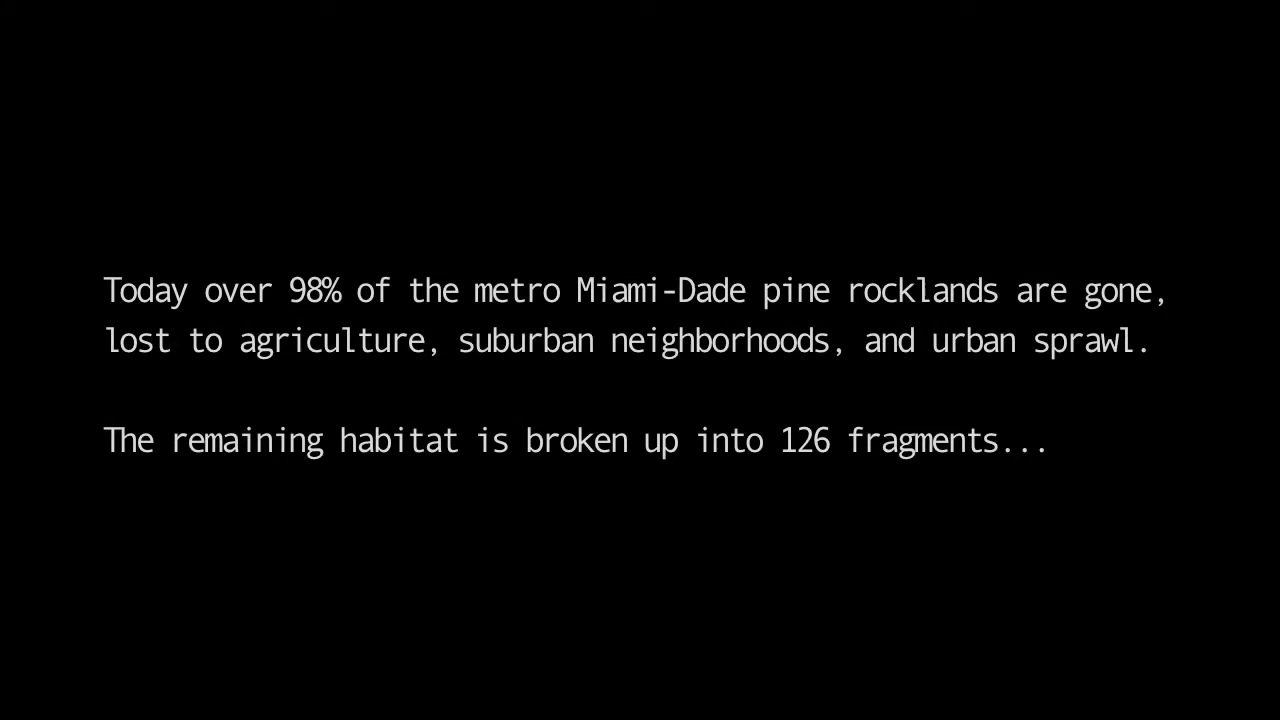 Today over 98% of the metro Miami-Dade pine rocklands are gone,
lost to agriculture, suburban neighborhoods, and urban sprawl.
The remaining habitat is broken up into 126 fragments...